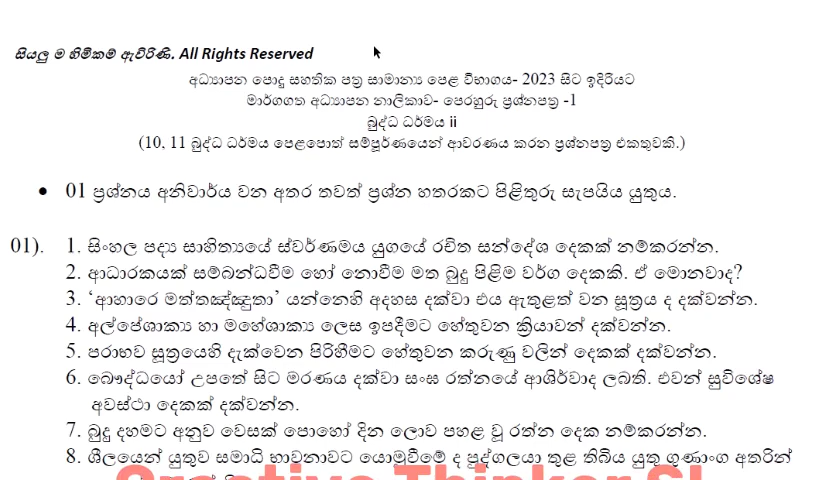 සියලු ම හිමිකම් ඇවිරිණි. All Rights Reserved
අධ්‍යාපන පොදු සහතික පත්‍ර සාමාන්‍ය පෙළ විභාගය- 2023 සිට ඉදිරියට
මාර්ගගත අධ්‍යාපන නාලිකාව- පෙරහුරු ප්‍රශ්නපත්‍ර -1
බුද්ධ ධර්මය ii
(10, 11 බුද්ධ ධර්මය පෙළපොත් සම්පූර්ණයෙන් ආවරණය කරන ප්‍රශ්නපත්‍ර එකතුවකි.)
• 01 ප්‍රශ්නය අනිවාර්ය වන අතර තවත් ප්‍රශ්න හතරකට පිළිතුරු සැපයිය යුතුය.
01). 1. සිංහල පද්‍ය සාහිත්‍යයේ ස්වර්ණමය යුගයේ රචිත සන්දේශ දෙකක් නම්කරන්න.
2. ආධාරකයක් සම්බන්ධවීම හෝ නොවීම මත බුදු පිළිම වර්ග දෙකකි. ඒ මොනවාද?
3. ‘ආහාරෙ මත්තඤ්ඤුතා’ යන්නෙහි අදහස දක්වා එය ඇතුළත් වන සූත්‍රය ද දක්වන්න.
4. අල්පේශාක්‍ය හා මහේශාක්‍ය ලෙස ඉපදීමට හේතුවන ක්‍රියාවන් දක්වන්න.
5. පරාභව සූත්‍රයෙහි දැක්වෙන පිරිහීමට හේතුවන කරුණු වලින් දෙකක් දක්වන්න.
6. බෞද්ධයෝ උපතේ සිට මරණය දක්වා සංඝ රත්නයේ ආශිර්වාද ලබති. එවන් සුවිශේෂ
අවස්ථා දෙකක් දක්වන්න.
7. බුදු දහමට අනුව වෙසක් පොහෝ දින ලොව පහළ වූ රත්න දෙක නම්කරන්න.
8. ශීලයෙන් යුතුව සමාධි භාවනාවට යොමුවීමේ ද පුද්ගලයා තුළ තිබිය යුතු ගුණාංග අතරින්
Creative Thinker SL